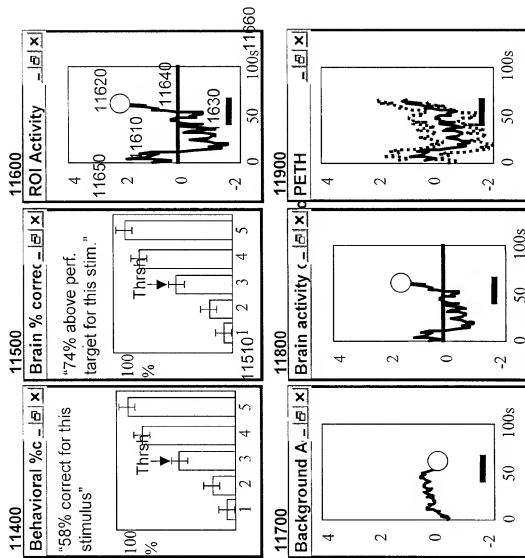 11400
Behavioral %c
"58% correct for this
stimulus"
100
%
Thrsh
1 2 3 4 5
11500
Brain % correc
"74% above perf.
target for this stim."
100
%
Thrsh
11510
1 2 3 4 5
11600
ROI Activity
11650
11620
11610
11640
11630
11660
4
2
0
-2
0 50 100s
11700
Background A
4
2
0
-2
0 50 100s
11800
Brain activity c
4
2
0
-2
0 50 100s
11900
PETH
4
2
0
-2
0 50 100s